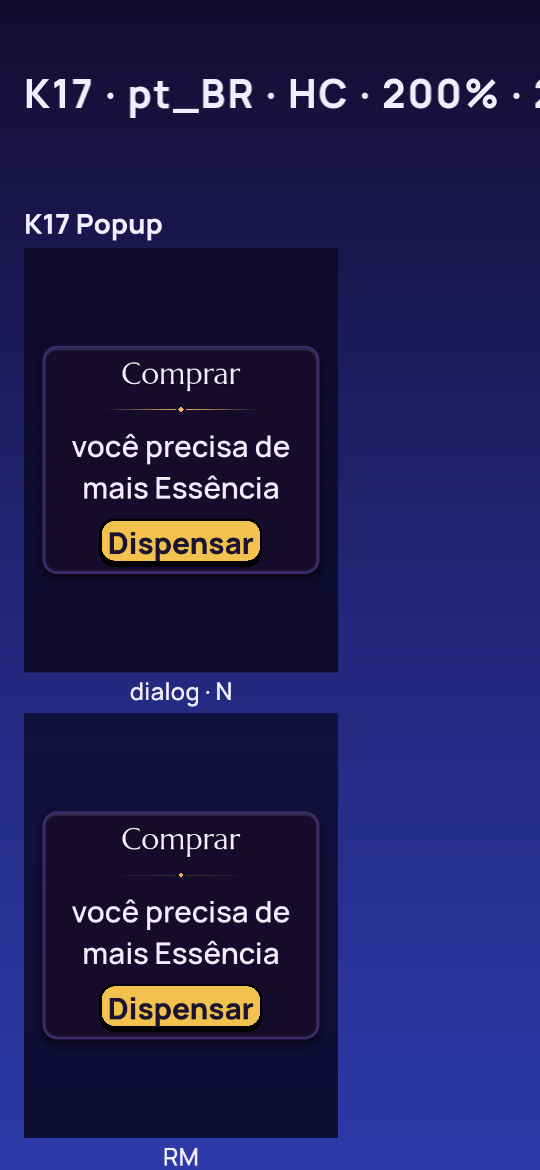 K17 · pt_BR · HC · 200% ·
K17 Popup
Comprar
você precisa de
mais Essência
Dispensar
dialog · N
Comprar
você precisa de
mais Essência
Dispensar
RM